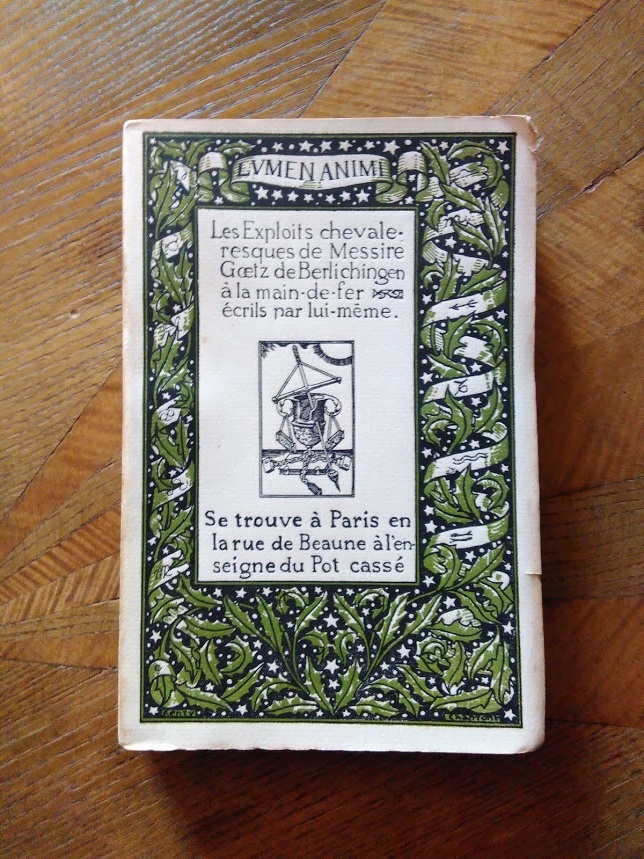 LVMEN ANIMI
Les Exploits chevale-
resques de Messire
Gœtz de Berlichingen
à la main-de-fer
écrits par lui-même.
Se trouve à Paris en
la rue de Beaune à l'en-
seigne du Pot cassé